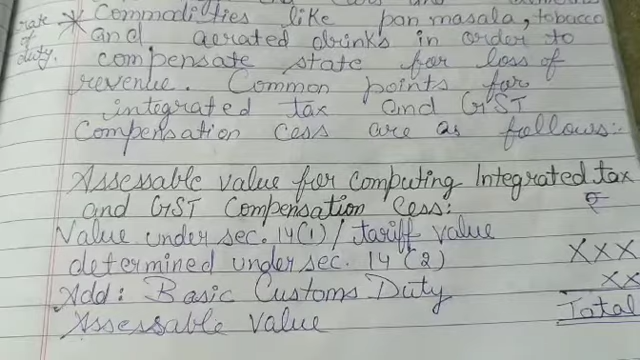 rate of duty.
* Commodities like pan masala, tobacco
and aerated drinks in order to
compensate state for loss of
revenue. Common points for
integrated tax and GST
Compensation cess are as follows:-
Assessable value for computing Integrated tax
and GST Compensation Cess: ₹
Value under sec. 14(1) / tariff value
determined under sec. 14(2) XXX
Add: Basic Customs Duty XX
Assessable value Total